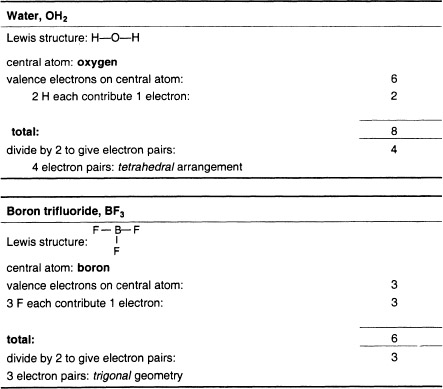 Water, OH₂
Lewis structure: H—O—H
central atom: oxygen
valence electrons on central atom: 6
2 H each contribute 1 electron: 2
total: 8
divide by 2 to give electron pairs: 4
4 electron pairs: tetrahedral arrangement
Boron trifluoride, BF₃
F—B—F
Lewis structure: |
F
central atom: boron
valence electrons on central atom: 3
3 F each contribute 1 electron: 3
total: 6
divide by 2 to give electron pairs: 3
3 electron pairs: trigonal geometry